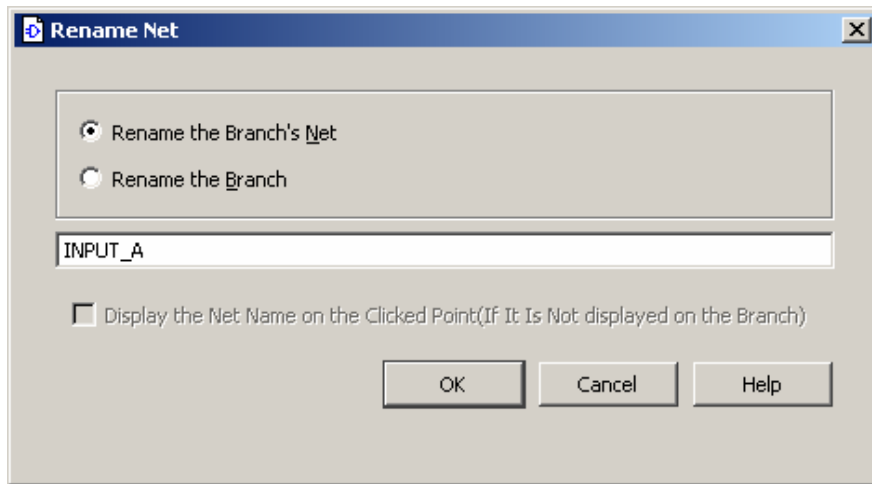 Rename Net
Rename the Branch's Net
Rename the Branch
INPUT_A
Display the Net Name on the Clicked Point(If It Is Not displayed on the Branch)
OK Cancel Help